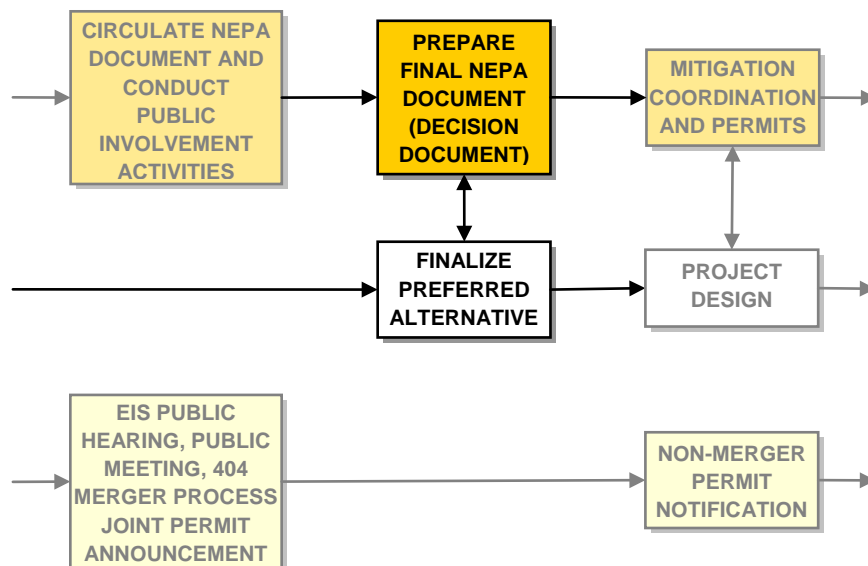 CIRCULATE NEPA
DOCUMENT AND
CONDUCT
PUBLIC
INVOLVEMENT
ACTIVITIES
PREPARE
FINAL NEPA
DOCUMENT
(DECISION
DOCUMENT)
MITIGATION
COORDINATION
AND PERMITS
FINALIZE
PREFERRED
ALTERNATIVE
PROJECT
DESIGN
EIS PUBLIC
HEARING, PUBLIC
MEETING, 404
MERGER PROCESS
JOINT PERMIT
ANNOUNCEMENT
NON-MERGER
PERMIT
NOTIFICATION